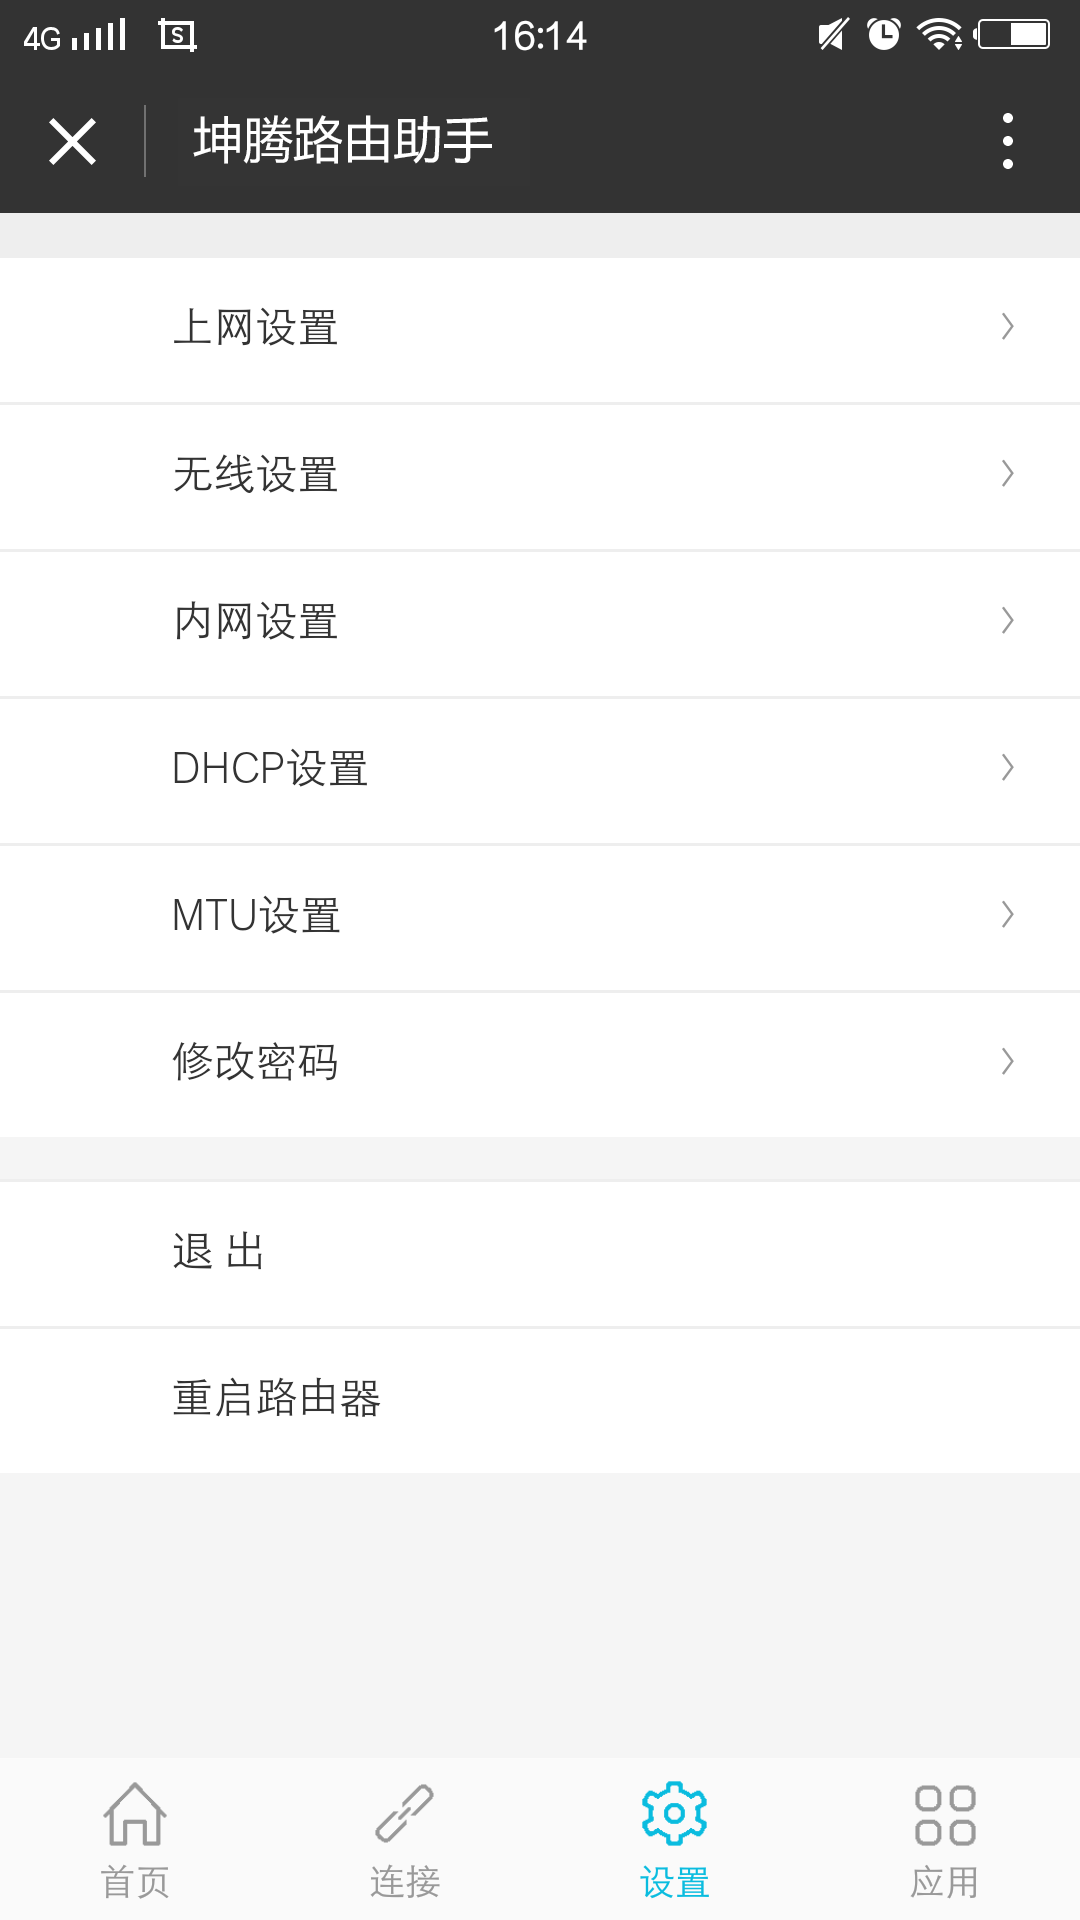 4G S 16:14
坤腾路由助手
上网设置
无线设置
内网设置
DHCP设置
MTU设置
修改密码
退 出
重启路由器
首页 连接 设置 应用